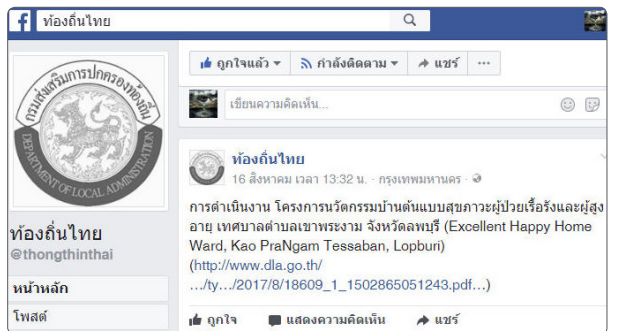 ท้องถิ่นไทย
ถูกใจแล้ว กำลังติดตาม แชร์ ...
เขียนความคิดเห็น...
กรมส่งเสริมการปกครองท้องถิ่น
DEPARTMENT OF LOCAL ADMINISTRATION
ท้องถิ่นไทย
@thongthinthai
หน้าหลัก
โพสต์
ท้องถิ่นไทย
16 สิงหาคม เวลา 13:32 น. · กรุงเทพมหานคร ·
การดำเนินงาน โครงการนวัตกรรมบ้านต้นแบบสุขภาวะผู้ป่วยเรื้อรังและผู้สูง
อายุ เทศบาลตำบลเขาพระงาม จังหวัดลพบุรี (Excellent Happy Home
Ward, Kao PraNgam Tessaban, Lopburi)
(http://www.dla.go.th/
…/ty…/2017/8/18609_1_1502865051243.pdf…)
ถูกใจ แสดงความคิดเห็น แชร์